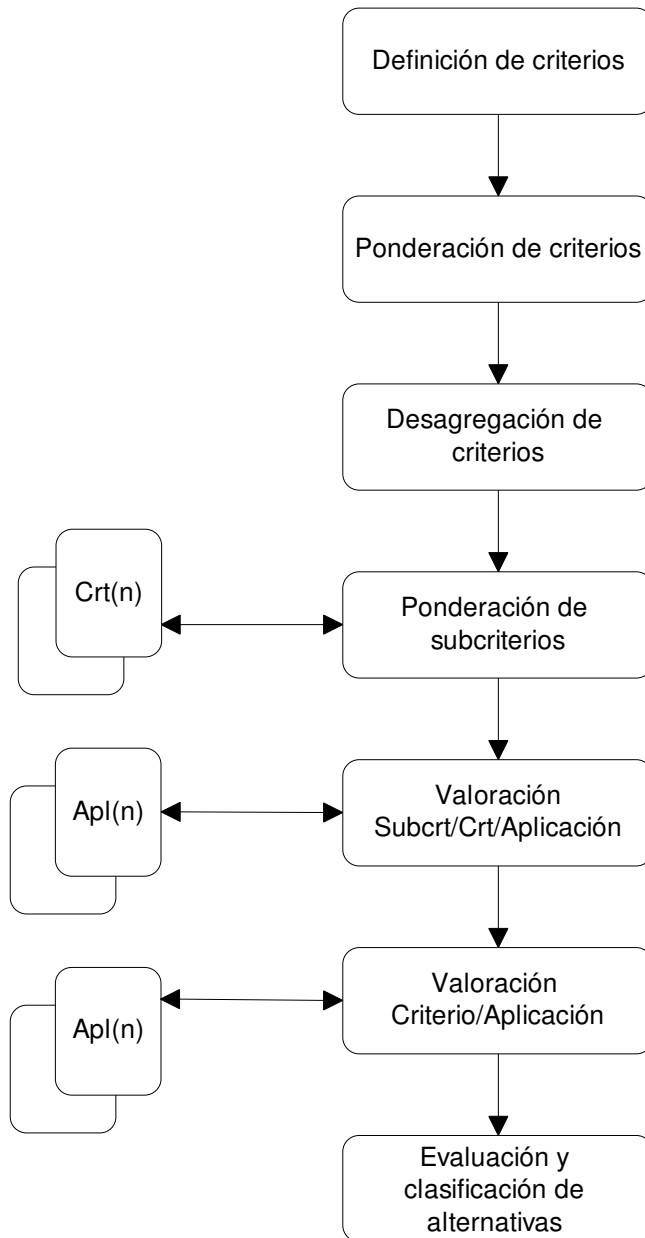 Definición de criterios
Ponderación de criterios
Desagregación de
criterios
Crt(n)
Ponderación de
subcriterios
Apl(n)
Valoración
Subcrt/Crt/Aplicación
Apl(n)
Valoración
Criterio/Aplicación
Evaluación y
clasificación de
alternativas